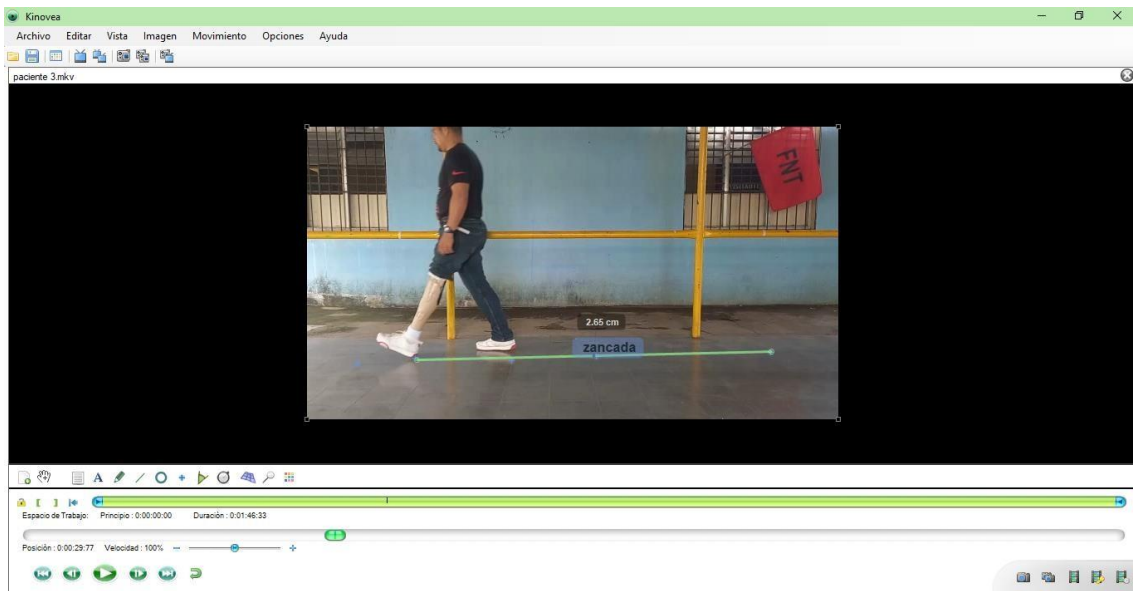 Kinovea
Archivo Editar Vista Imagen Movimiento Opciones Ayuda
paciente 3.mkv
FNT
2.65 cm
zancada
Espacio de Trabajo: Principio : 0:00:00:00 Duración : 0:01:46:33
Posición : 0:00:29:77 Velocidad : 100%